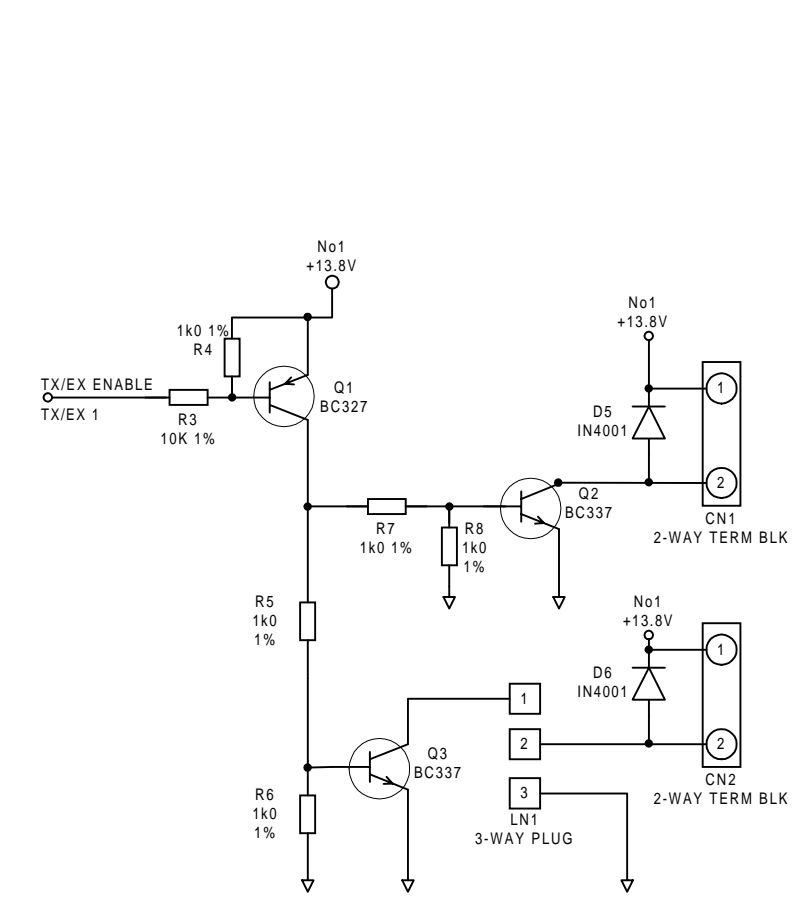 No1
+13.8V
1k0 1%
R4
TX/EX ENABLE
TX/EX 1
R3
10K 1%
Q1
BC327
No1
+13.8V
D5
IN4001
1
2
CN1
2-WAY TERM BLK
Q2
BC337
R7
1k0 1%
R8
1k0
1%
R5
1k0
1%
No1
+13.8V
D6
IN4001
1
2
CN2
2-WAY TERM BLK
1
2
3
LN1
3-WAY PLUG
Q3
BC337
R6
1k0
1%